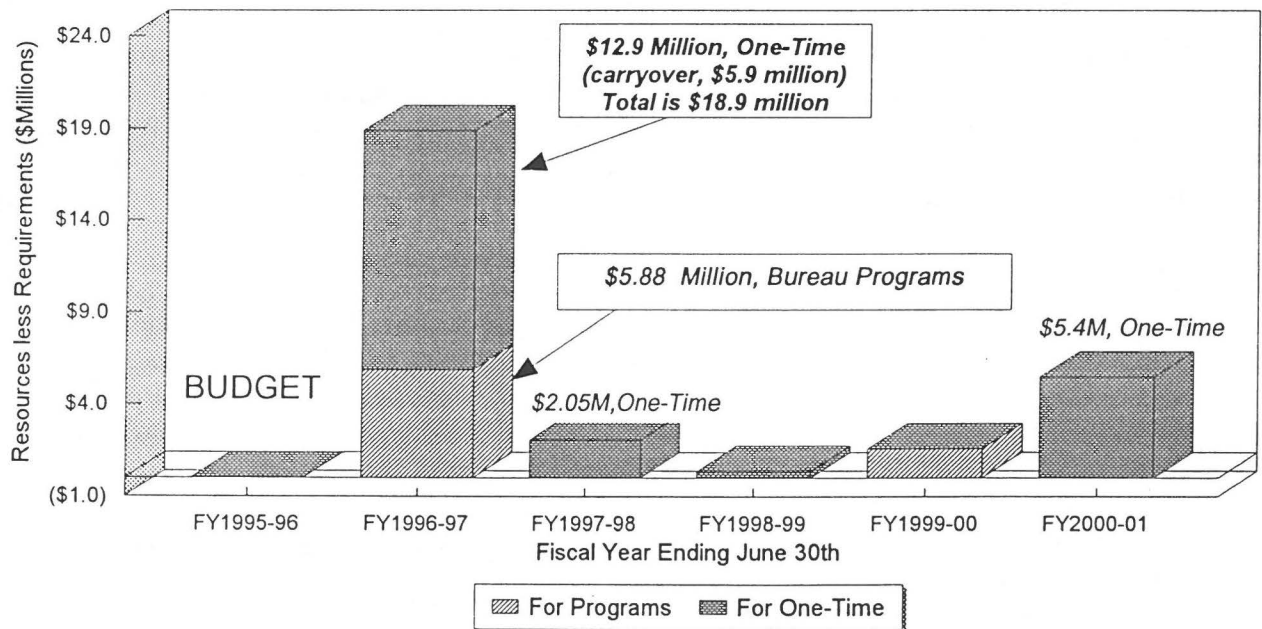 $24.0
$19.0
$14.0
$9.0
$4.0
($1.0)
Resources less Requirements ($Millions)
$12.9 Million, One-Time
(carryover, $5.9 million)
Total is $18.9 million
$5.88 Million, Bureau Programs
BUDGET
$2.05M,One-Time
$5.4M, One-Time
FY1995-96 FY1996-97 FY1997-98 FY1998-99 FY1999-00 FY2000-01
Fiscal Year Ending June 30th
For Programs For One-Time